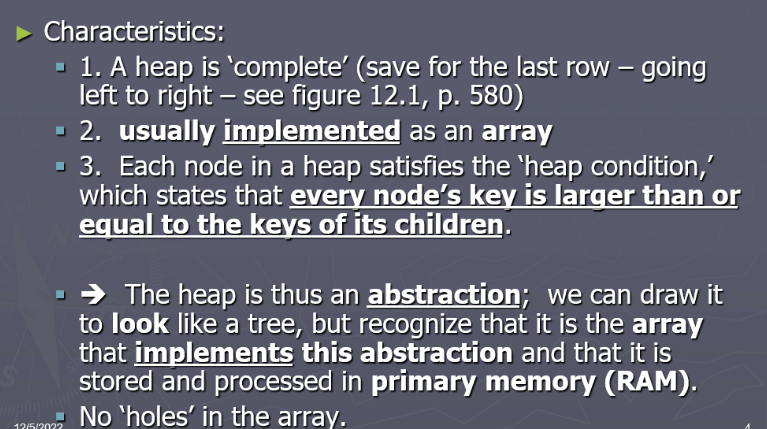 ► Characteristics:
▪ 1. A heap is ‘complete’ (save for the last row – going
left to right – see figure 12.1, p. 580)
▪ 2. usually implemented as an array
▪ 3. Each node in a heap satisfies the ‘heap condition,’
which states that every node’s key is larger than or
equal to the keys of its children.
▪ ➔ The heap is thus an abstraction; we can draw it
to look like a tree, but recognize that it is the array
that implements this abstraction and that it is
stored and processed in primary memory (RAM).
▪ No ‘holes’ in the array.
12/5/2022
4